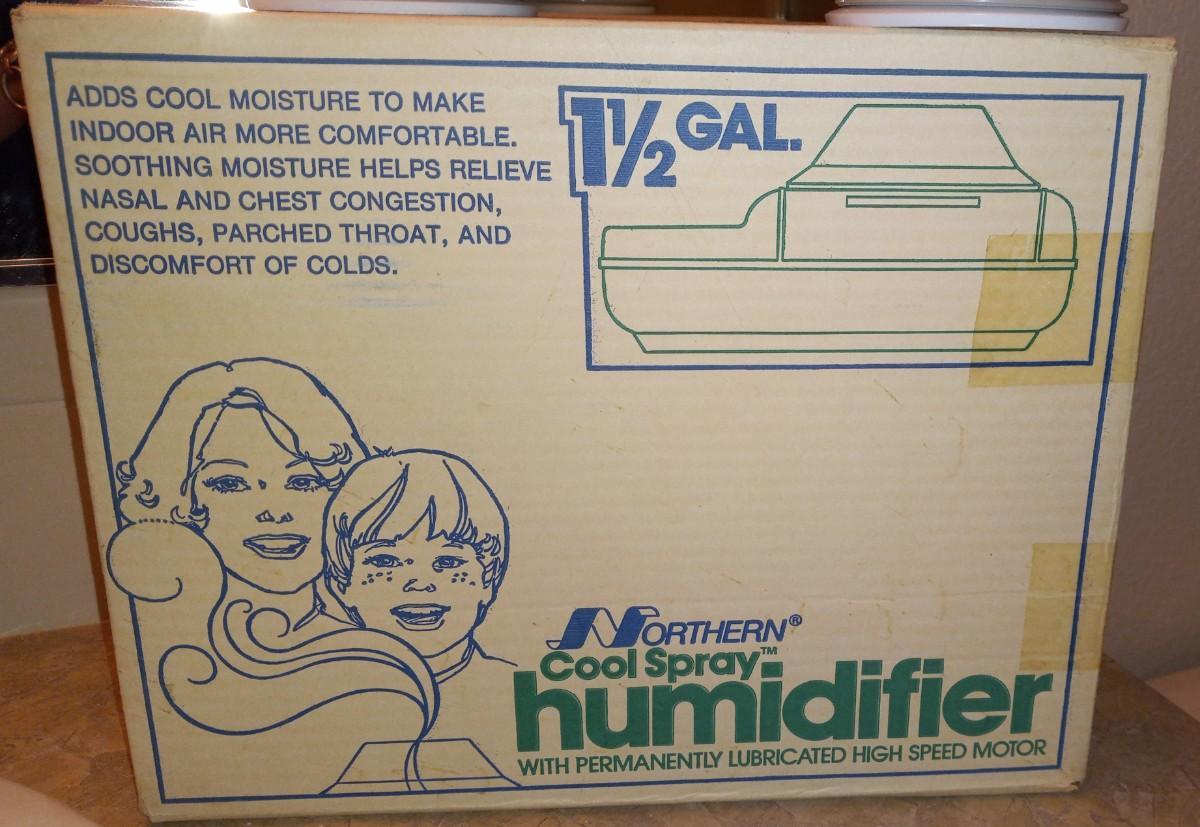 ADDS COOL MOISTURE TO MAKE
INDOOR AIR MORE COMFORTABLE.
SOOTHING MOISTURE HELPS RELIEVE
NASAL AND CHEST CONGESTION,
COUGHS, PARCHED THROAT, AND
DISCOMFORT OF COLDS.
1½ GAL.
NORTHERN®
Cool Spray™
humidifier
WITH PERMANENTLY LUBRICATED HIGH SPEED MOTOR